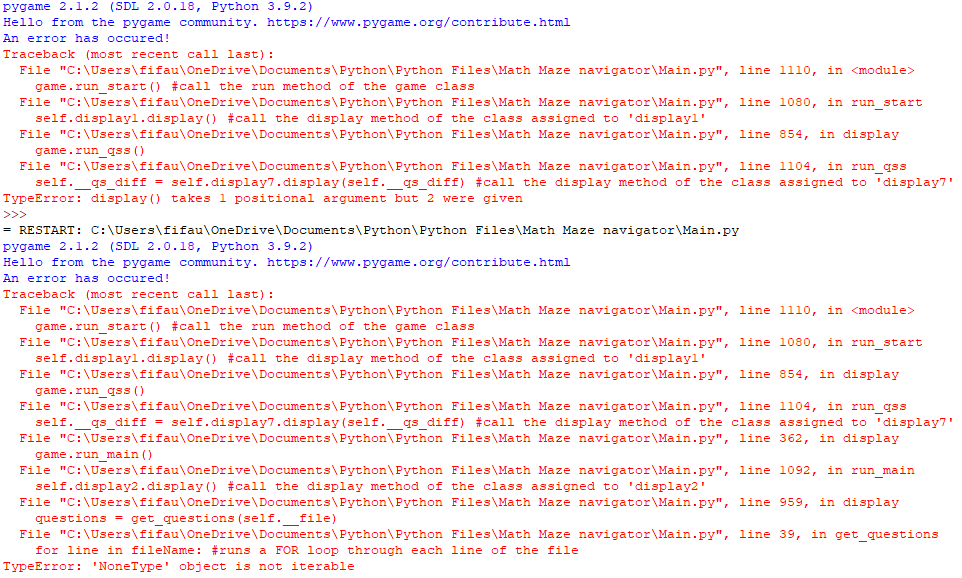 pygame 2.1.2 (SDL 2.0.18, Python 3.9.2)
Hello from the pygame community. https://www.pygame.org/contribute.html
An error has occured!
Traceback (most recent call last):
  File "C:\Users\fifau\OneDrive\Documents\Python\Python Files\Math Maze navigator\Main.py", line 1110, in <module>
    game.run_start() #call the run method of the game class
  File "C:\Users\fifau\OneDrive\Documents\Python\Python Files\Math Maze navigator\Main.py", line 1080, in run_start
    self.display1.display() #call the display method of the class assigned to 'display1'
  File "C:\Users\fifau\OneDrive\Documents\Python\Python Files\Math Maze navigator\Main.py", line 854, in display
    game.run_qss()
  File "C:\Users\fifau\OneDrive\Documents\Python\Python Files\Math Maze navigator\Main.py", line 1104, in run_qss
    self.__qs_diff = self.display7.display(self.__qs_diff) #call the display method of the class assigned to 'display7'
TypeError: display() takes 1 positional argument but 2 were given
>>>
= RESTART: C:\Users\fifau\OneDrive\Documents\Python\Python Files\Math Maze navigator\Main.py
pygame 2.1.2 (SDL 2.0.18, Python 3.9.2)
Hello from the pygame community. https://www.pygame.org/contribute.html
An error has occured!
Traceback (most recent call last):
  File "C:\Users\fifau\OneDrive\Documents\Python\Python Files\Math Maze navigator\Main.py", line 1110, in <module>
    game.run_start() #call the run method of the game class
  File "C:\Users\fifau\OneDrive\Documents\Python\Python Files\Math Maze navigator\Main.py", line 1080, in run_start
    self.display1.display() #call the display method of the class assigned to 'display1'
  File "C:\Users\fifau\OneDrive\Documents\Python\Python Files\Math Maze navigator\Main.py", line 854, in display
    game.run_qss()
  File "C:\Users\fifau\OneDrive\Documents\Python\Python Files\Math Maze navigator\Main.py", line 1104, in run_qss
    self.__qs_diff = self.display7.display(self.__qs_diff) #call the display method of the class assigned to 'display7'
  File "C:\Users\fifau\OneDrive\Documents\Python\Python Files\Math Maze navigator\Main.py", line 362, in display
    game.run_main()
  File "C:\Users\fifau\OneDrive\Documents\Python\Python Files\Math Maze navigator\Main.py", line 1092, in run_main
    self.display2.display() #call the display method of the class assigned to 'display2'
  File "C:\Users\fifau\OneDrive\Documents\Python\Python Files\Math Maze navigator\Main.py", line 959, in display
    questions = get_questions(self.__file)
  File "C:\Users\fifau\OneDrive\Documents\Python\Python Files\Math Maze navigator\Main.py", line 39, in get_questions
    for line in fileName: #runs a FOR loop through each line of the file
TypeError: 'NoneType' object is not iterable